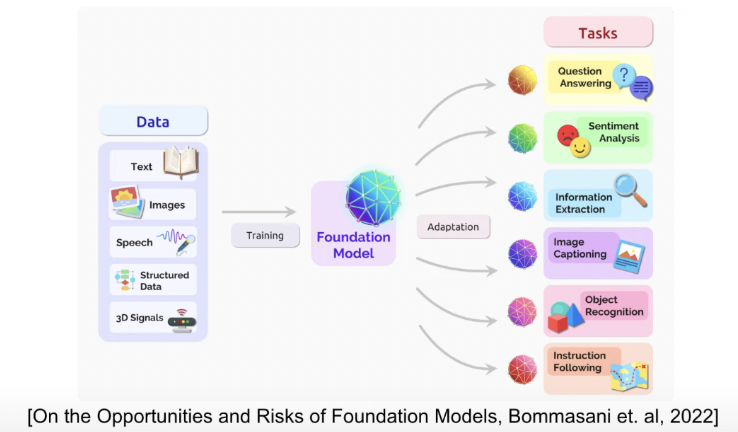 Data
Text
Images
Speech
Structured
Data
3D Signals
Training
Foundation
Model
Adaptation
Tasks
Question
Answering
?
Sentiment
Analysis
Information
Extraction
Image
Captioning
Object
Recognition
Instruction
Following
[On the Opportunities and Risks of Foundation Models, Bommasani et. al, 2022]